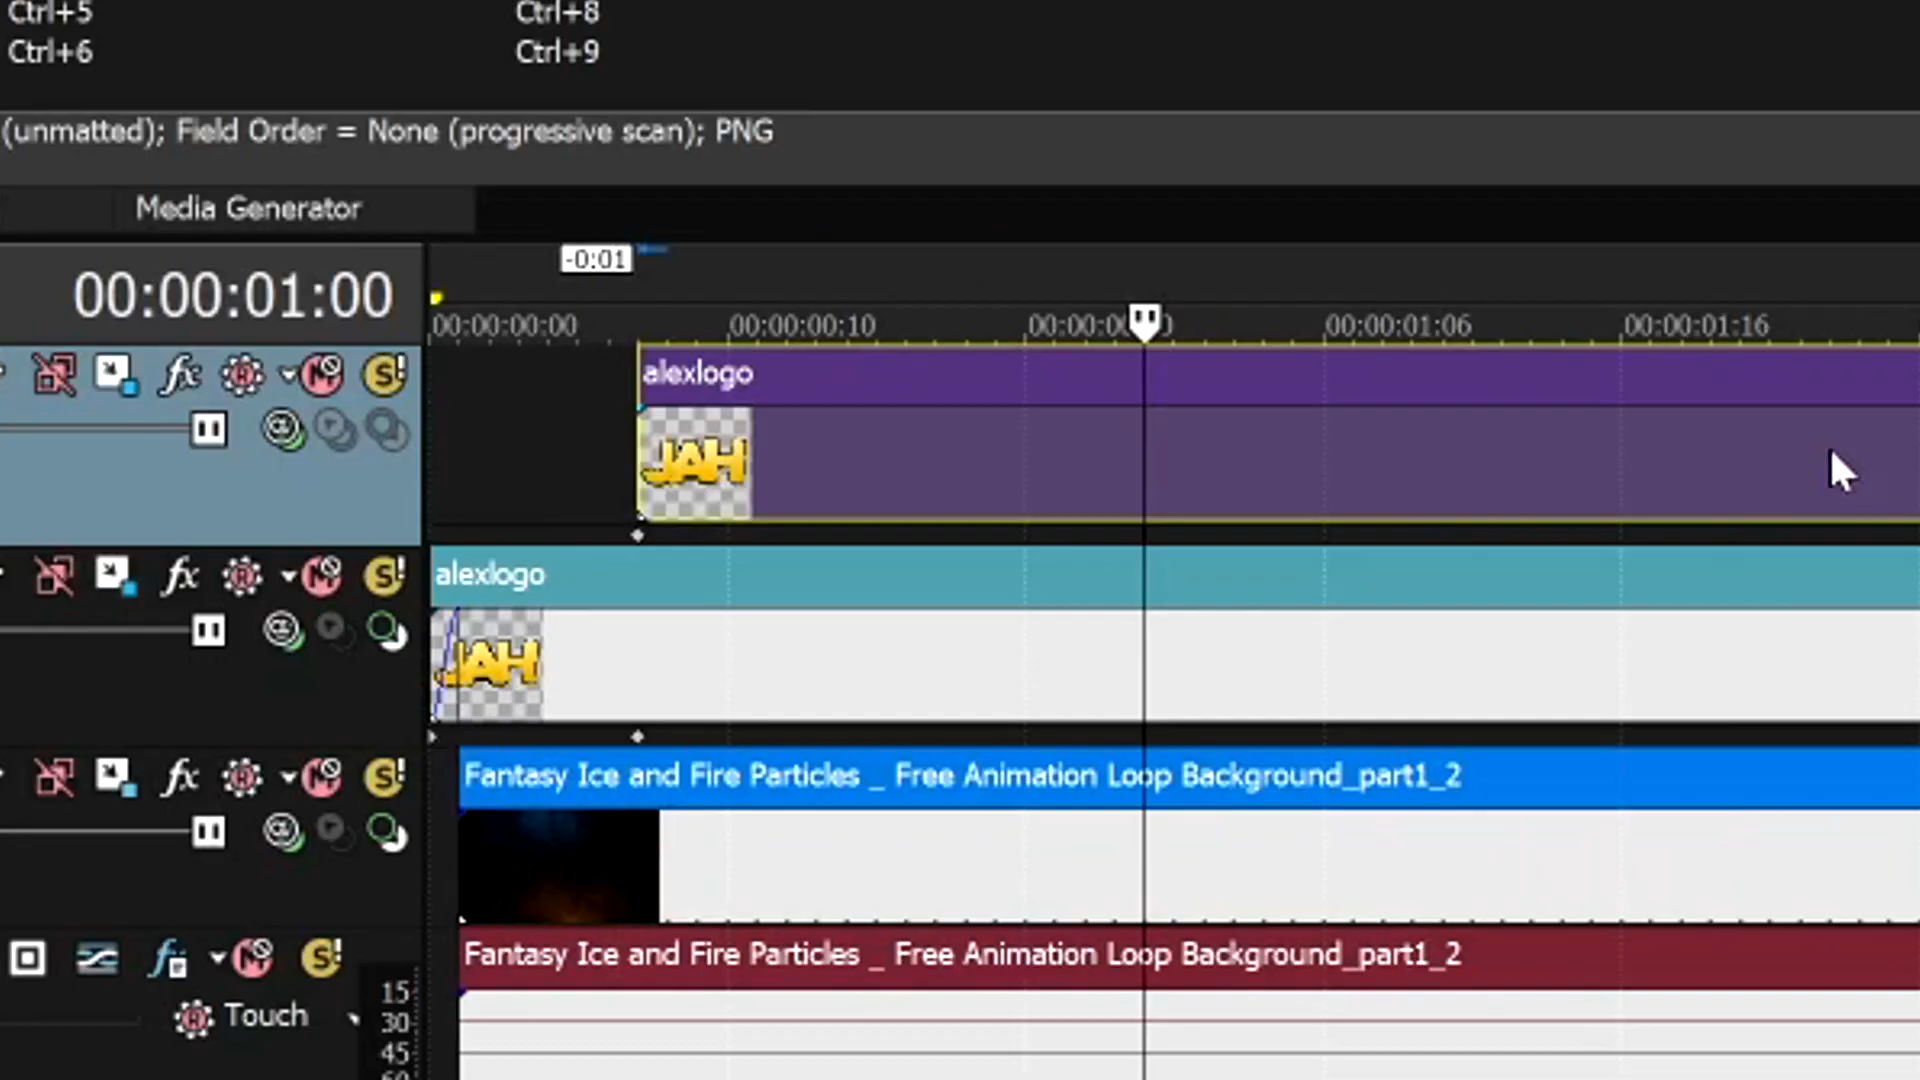 Ctrl+5 Ctrl+8
Ctrl+6 Ctrl+9
(unmatted); Field Order = None (progressive scan); PNG
Media Generator
-0:01
00:00:01:00
00:00:00:00 00:00:00:10 00:00:0 00:00:01:06 00:00:01:16
alexlogo
JAH
alexlogo
JAH
Fantasy Ice and Fire Particles _ Free Animation Loop Background_part1_2
Fantasy Ice and Fire Particles _ Free Animation Loop Background_part1_2
15
Touch
30
45